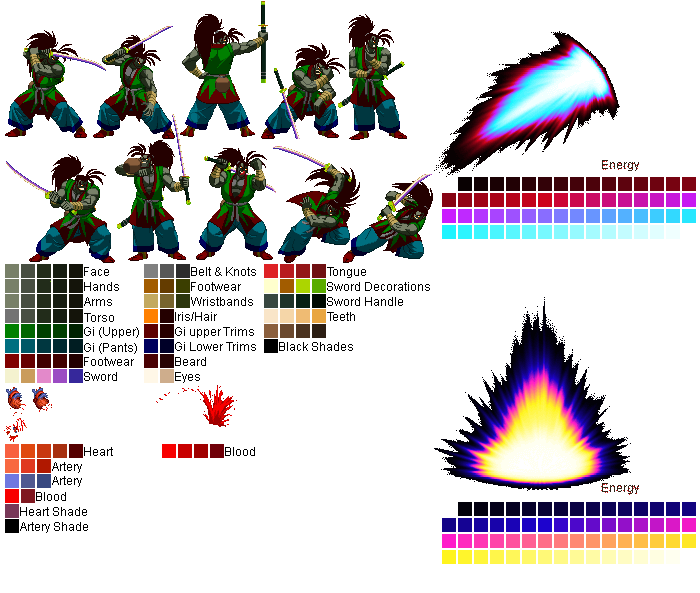 Energy
Face
Hands
Arms
Torso
Gi (Upper)
Gi (Pants)
Footwear
Sword
Belt & Knots
Footwear
Wristbands
Iris/Hair
Gi upper Trims
Gi Lower Trims
Beard
Eyes
Tongue
Sword Decorations
Sword Handle
Teeth
Black Shades
Heart
Artery
Artery
Blood
Heart Shade
Artery Shade
Blood
Energy